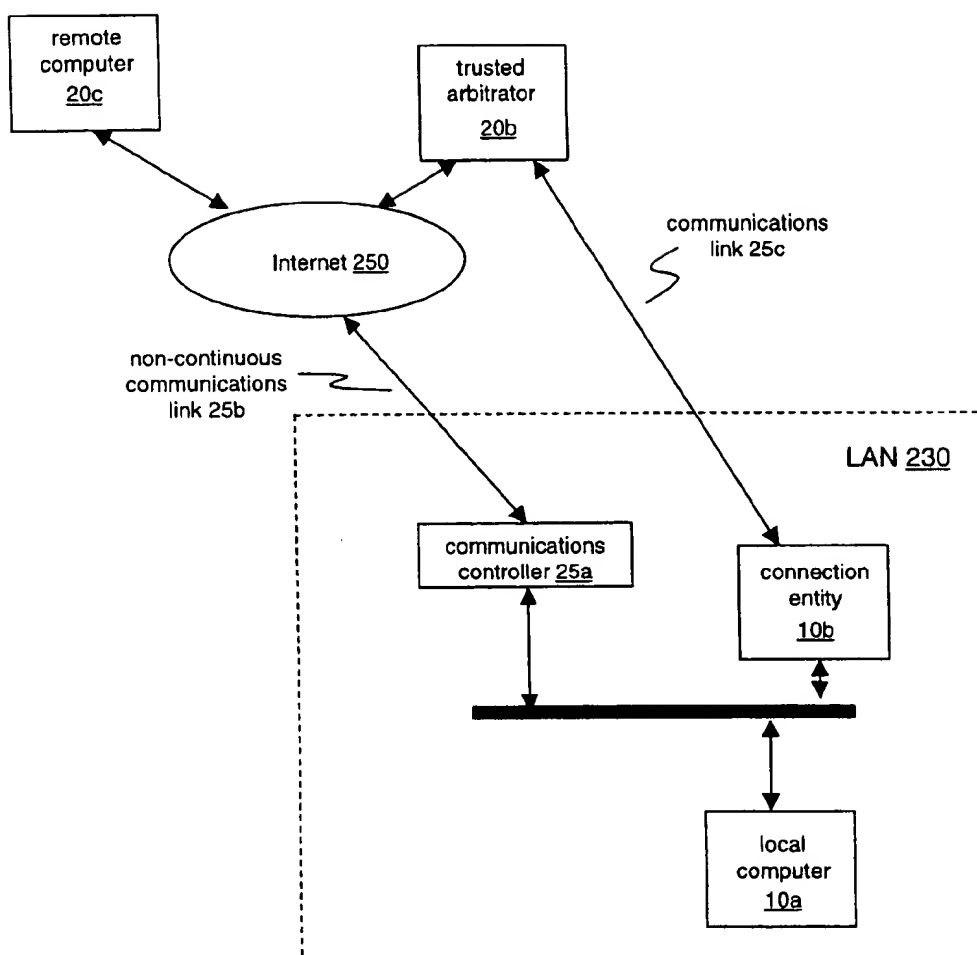 remote
computer
20c
trusted
arbitrator
20b
communications
link 25c
Internet 250
non-continuous
communications
link 25b
LAN 230
communications
controller 25a
connection
entity
10b
local
computer
10a